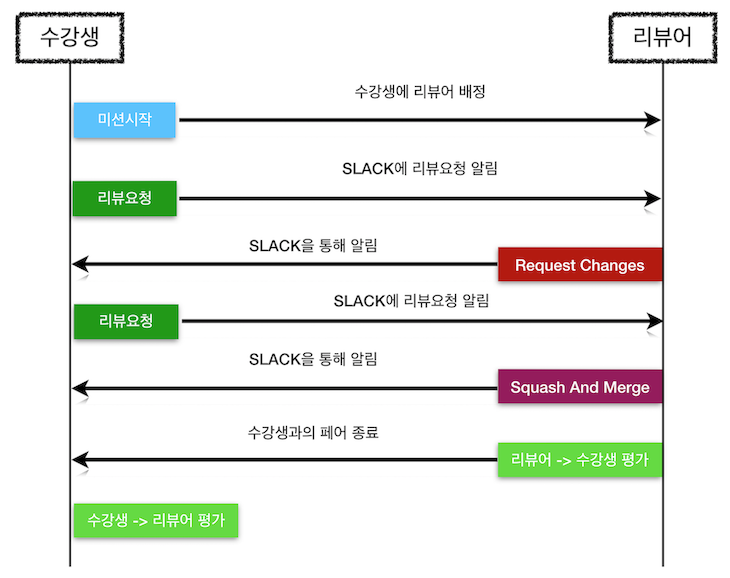 수강생
리뷰어
수강생에 리뷰어 배정
미션시작
SLACK에 리뷰요청 알림
리뷰요청
SLACK을 통해 알림
Request Changes
SLACK에 리뷰요청 알림
리뷰요청
SLACK을 통해 알림
Squash And Merge
수강생과의 페어 종료
리뷰어 -> 수강생 평가
수강생 -> 리뷰어 평가